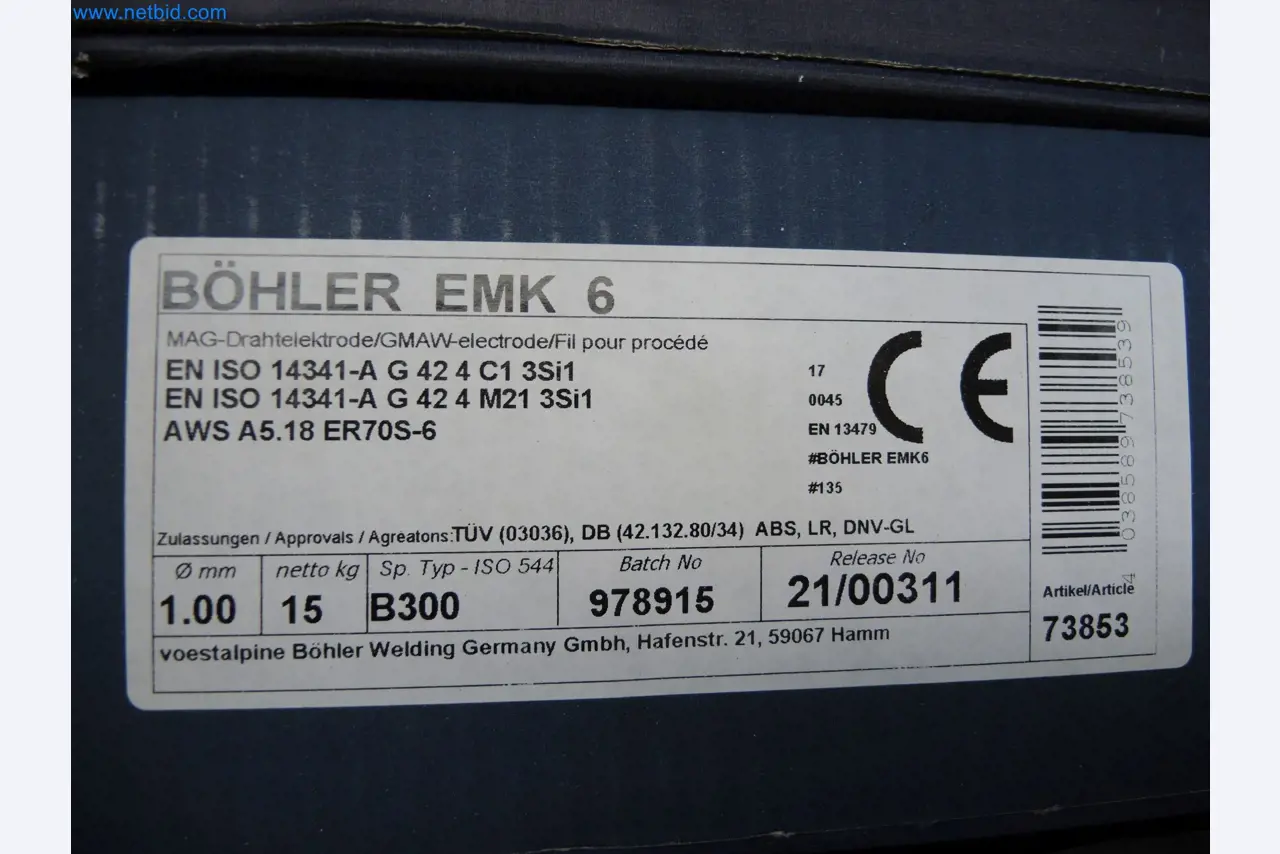 www.netbid.com
BÖHLER EMK 6
MAG-Drahtelektrode/GMAW-electrode/Fil pour procédé
EN ISO 14341-A G 42 4 C1 3Si1
EN ISO 14341-A G 42 4 M21 3Si1
AWS A5.18 ER70S-6
17
0045
EN 13479
#BÖHLER EMK6
#135
CE
Zulassungen / Approvals / Agreatons:TÜV (03036), DB (42.132.80/34) ABS, LR, DNV-GL
Ø mm netto kg Sp. Typ - ISO 544 Batch No Release No
1.00 15 B300 978915 21/00311
voestalpine Böhler Welding Germany Gmbh, Hafenstr. 21, 59067 Hamm
4 038589 738539
Artikel/Article
73853